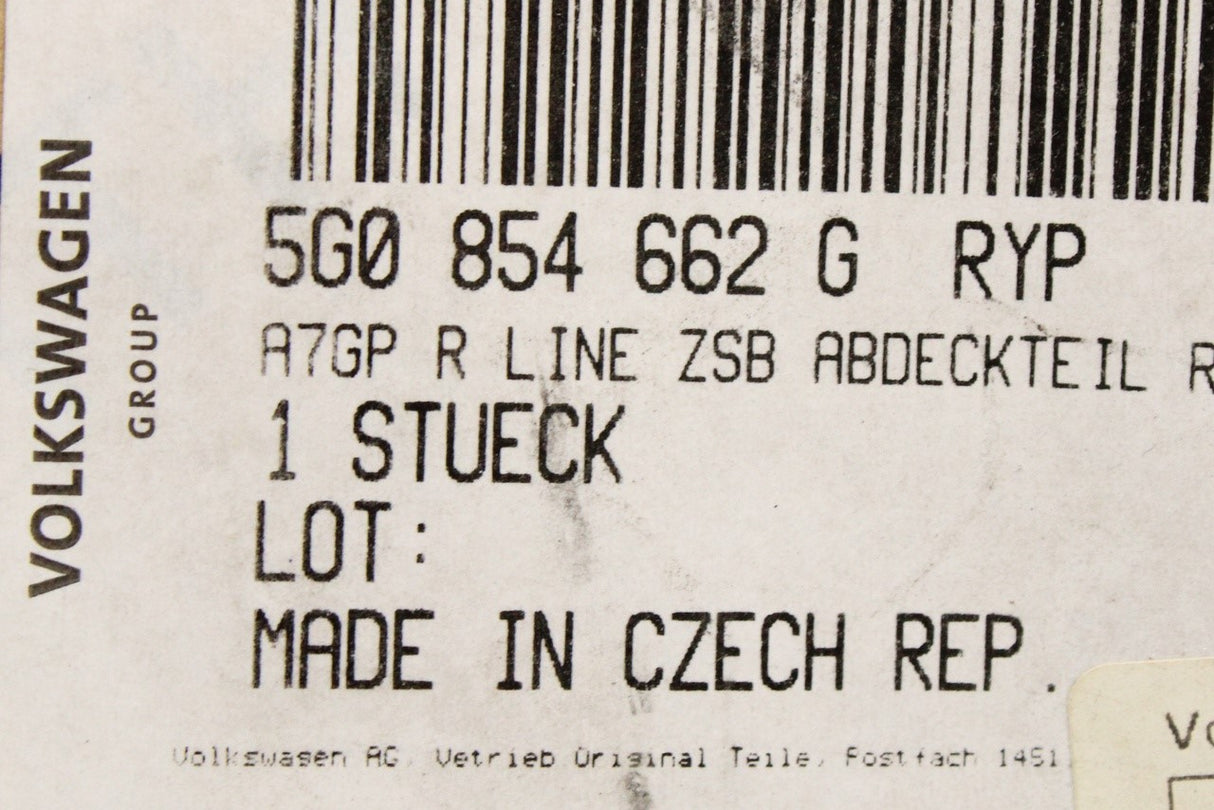 VOLKSWAGEN
GROUP
5G0 854 662 G RYP
A7GP R LINE ZSB ABDECKTEIL R
1 STUECK
LOT:
MADE IN CZECH REP.
Volkswagen AG, Vetrieb Original Teile, Postfach 1451